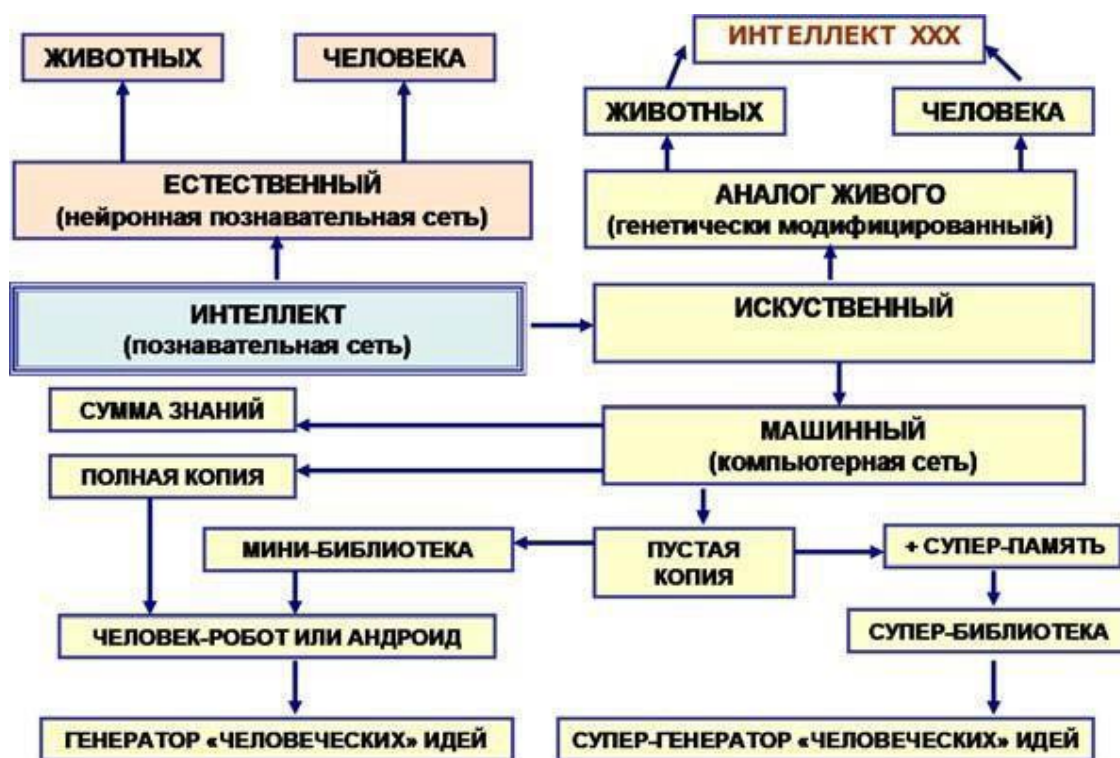 ИНТЕЛЛЕКТ XXX
ЖИВОТНЫХ
ЧЕЛОВЕКА
ЖИВОТНЫХ
ЧЕЛОВЕКА
ЕСТЕСТВЕННЫЙ
(нейронная познавательная сеть)
АНАЛОГ ЖИВОГО
(генетически модифицированный)
ИНТЕЛЛЕКТ
(познавательная сеть)
ИСКУСТВЕННЫЙ
СУММА ЗНАНИЙ
МАШИННЫЙ
(компьютерная сеть)
ПОЛНАЯ КОПИЯ
МИНИ-БИБЛИОТЕКА
ПУСТАЯ
КОПИЯ
+ СУПЕР-ПАМЯТЬ
ЧЕЛОВЕК-РОБОТ ИЛИ АНДРОИД
СУПЕР-БИБЛИОТЕКА
ГЕНЕРАТОР «ЧЕЛОВЕЧЕСКИХ» ИДЕЙ
СУПЕР-ГЕНЕРАТОР «ЧЕЛОВЕЧЕСКИХ» ИДЕЙ